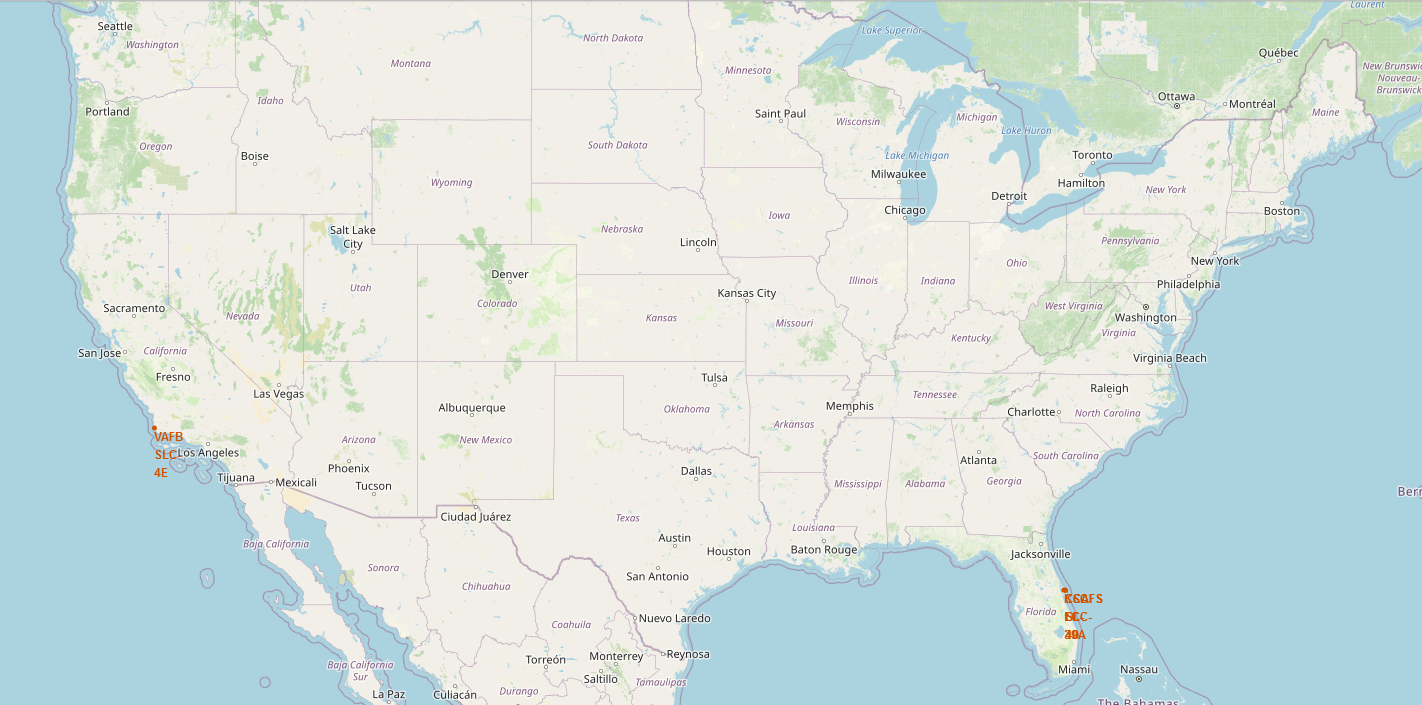 Laurent
Seattle
Lake Superior
North Dakota
Washington
Québec
Montana
Minnesota
New Brunswick
Nouveau-
Brunswick
Ottawa
Idaho
Montréal
Portland
Saint Paul
Michigan
Maine
Wisconsin
Lake Huron
Oregon
South Dakota
Boise
Lake Michigan
Toronto
Wyoming
Milwaukee
Hamilton
New York
Detroit
Chicago
Boston
Iowa
Salt Lake
City
Nebraska
Lincoln
Pennsylvania
New York
Ohio
Denver
Utah
Illinois
Indiana
Philadelphia
Kansas City
Colorado
Sacramento
West Virginia
Nevada
Kansas
Missouri
Washington
Virginia
Kentucky
San Jose
California
Virginia Beach
Fresno
Tulsa
Raleigh
Las Vegas
Tennessee
Albuquerque
Oklahoma
Memphis
Charlotte
North Carolina
Arkansas
VAFB
SLC-
4E
Arizona
New Mexico
Los Angeles
South Carolina
Atlanta
Phoenix
Dallas
Tijuana
Mexicali
Georgia
Tucson
Mississippi
Alabama
Ciudad Juárez
Texas
Louisiana
Austin
Baja California
Houston
Baton Rouge
Jacksonville
Sonora
San Antonio
Chihuahua
Florida
Nuevo Laredo
Coahuila
Monterrey
Reynosa
Torreón
Baja California
Sur
Miami
Nassau
Saltillo
Tamaulipas
Durango
La Paz
Culiacán
The Bahamas